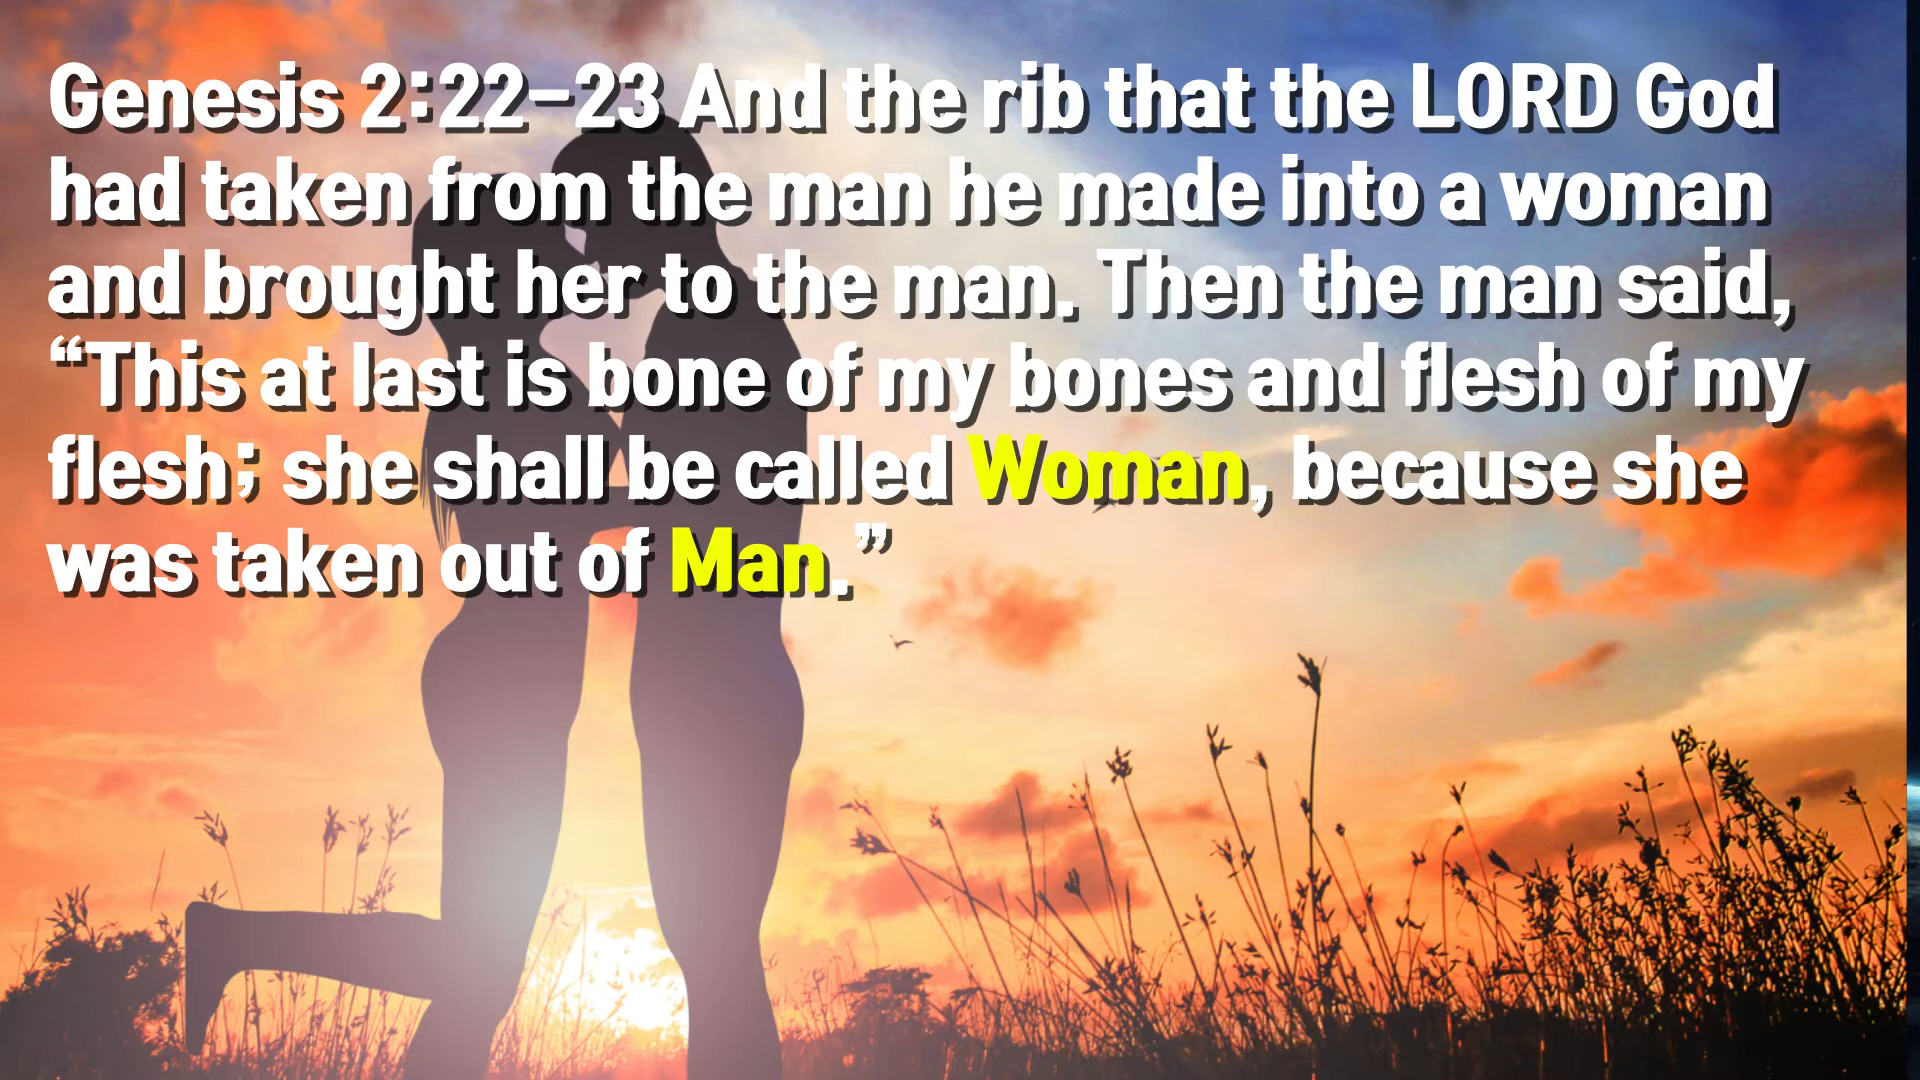 Genesis 2:22–23 And the rib that the LORD God
had taken from the man he made into a woman
and brought her to the man. Then the man said,
“This at last is bone of my bones and flesh of my
flesh; she shall be called Woman, because she
was taken out of Man.”